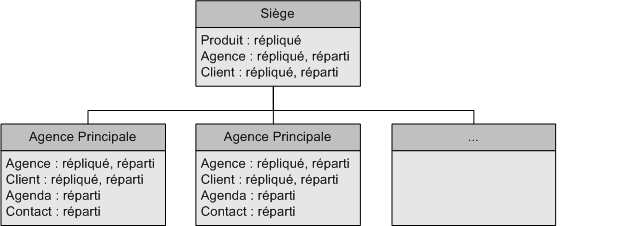 Siège
Produit : répliqué
Agence : répliqué, réparti
Client : répliqué, réparti
Agence Principale
Agence : répliqué, réparti
Client : répliqué, réparti
Agenda : réparti
Contact : réparti
Agence Principale
Agence : répliqué, réparti
Client : répliqué, réparti
Agenda : réparti
Contact : réparti
...